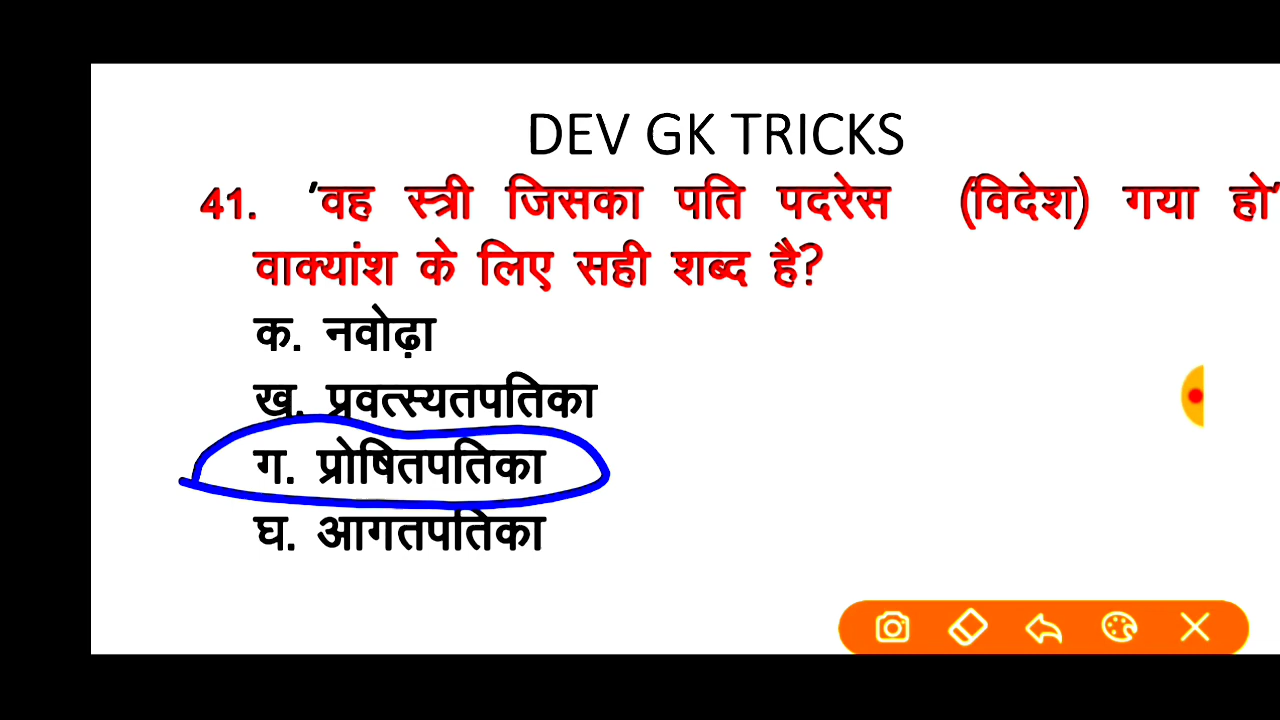 DEV GK TRICKS
41. 'वह स्त्री जिसका पति पदरेस (विदेश) गया हो'
वाक्यांश के लिए सही शब्द है?
क. नवोढ़ा
ख. प्रवत्स्यतपतिका
ग. प्रोषितपतिका
घ. आगतपतिका